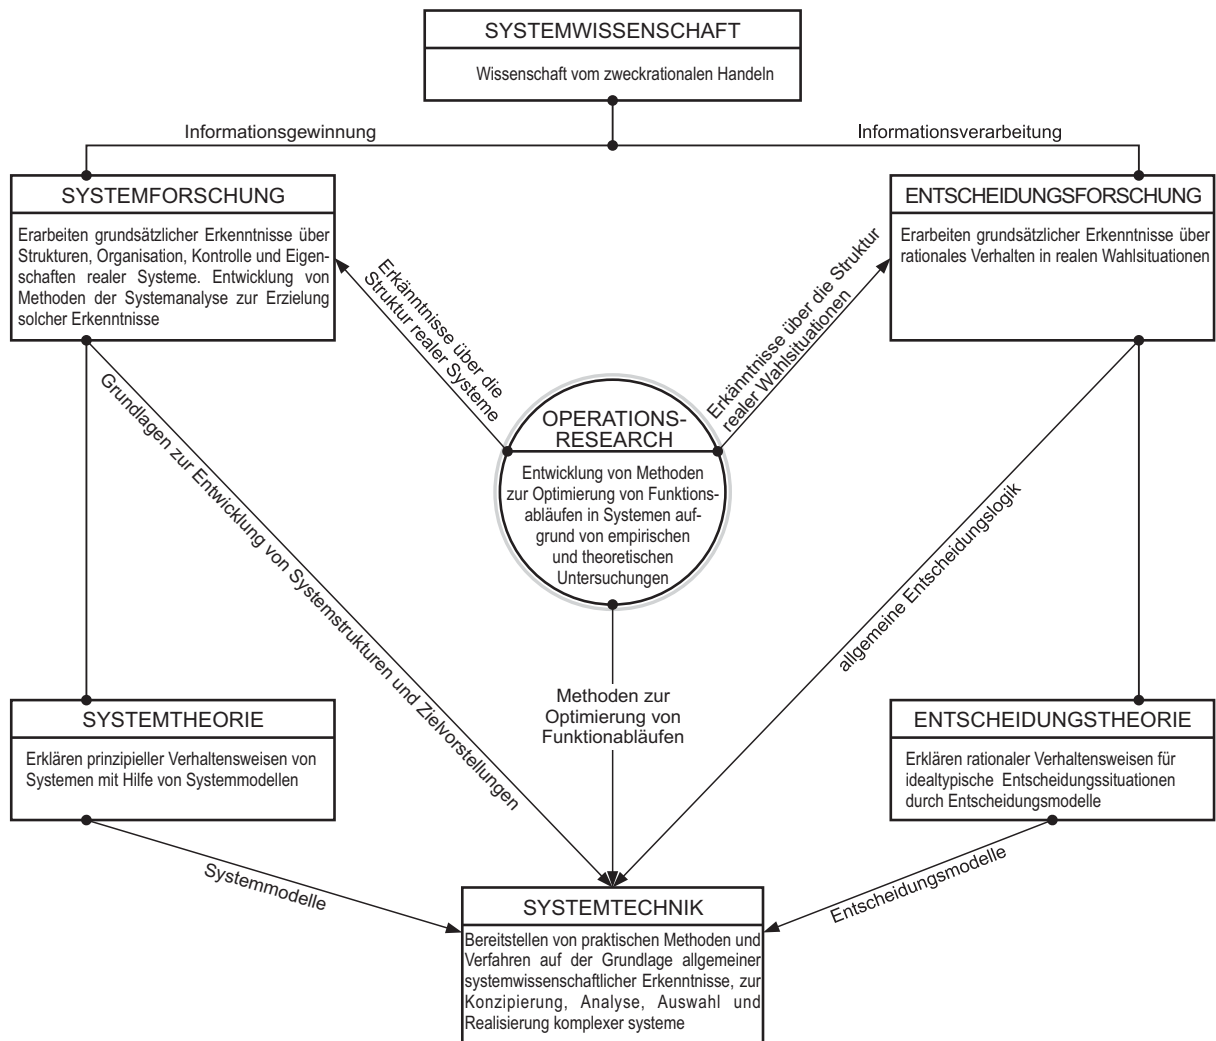 SYSTEMWISSENSCHAFT
Wissenschaft vom zweckrationalen Handeln
Informationsgewinnung
Informationsverarbeitung
SYSTEMFORSCHUNG
Erarbeiten grundsätzlicher Erkenntnisse über
Strukturen, Organisation, Kontrolle und Eigen-
schaften realer Systeme. Entwicklung von
Methoden der Systemanalyse zur Erzielung
solcher Erkenntnisse
ENTSCHEIDUNGSFORSCHUNG
Erarbeiten grundsätzlicher Erkenntnisse über
rationales Verhalten in realen Wahlsituationen
Erkänntnisse über die
Struktur realer Systeme
Erkänntnisse über die Struktur
realer Wahlsituationen
OPERATIONS-
RESEARCH
Entwicklung von Methoden
zur Optimierung von Funktions-
abläufen in Systemen auf-
grund von empirischen
und theoretischen
Untersuchungen
Grundlagen zur Entwicklung von Systemstrukturen und Zielvorstellungen
allgemeine Entscheidungslogik
Methoden zur
Optimierung von
Funktionabläufen
SYSTEMTHEORIE
Erklären prinzipieller Verhaltensweisen von
Systemen mit Hilfe von Systemmodellen
ENTSCHEIDUNGSTHEORIE
Erklären rationaler Verhaltensweisen für
idealtypische Entscheidungssituationen
durch Entscheidungsmodelle
Systemmodelle
Entscheidungsmodelle
SYSTEMTECHNIK
Bereitstellen von praktischen Methoden und
Verfahren auf der Grundlage allgemeiner
systemwissenschaftlicher Erkenntnisse, zur
Konzipierung, Analyse, Auswahl und
Realisierung komplexer systeme